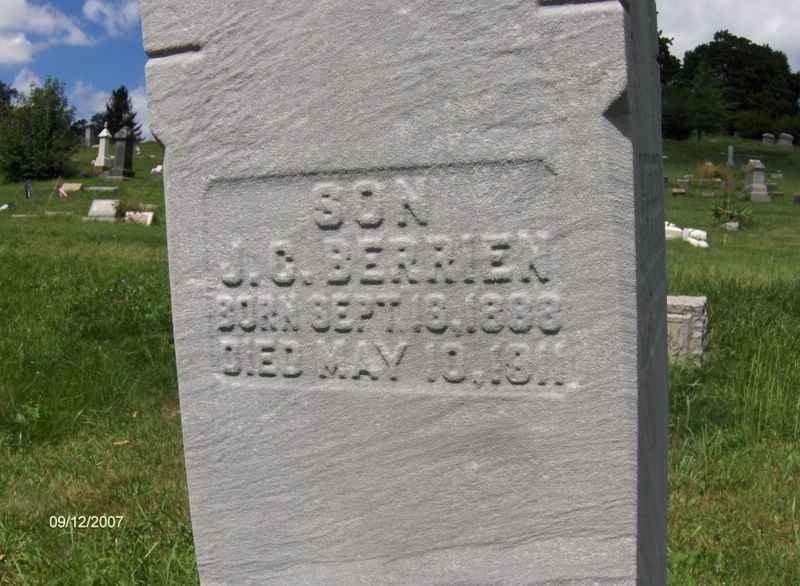 SON
J. C. BERRIEN
BORN SEPT. 18, 1883
DIED MAY 10, 1911.
09/12/2007